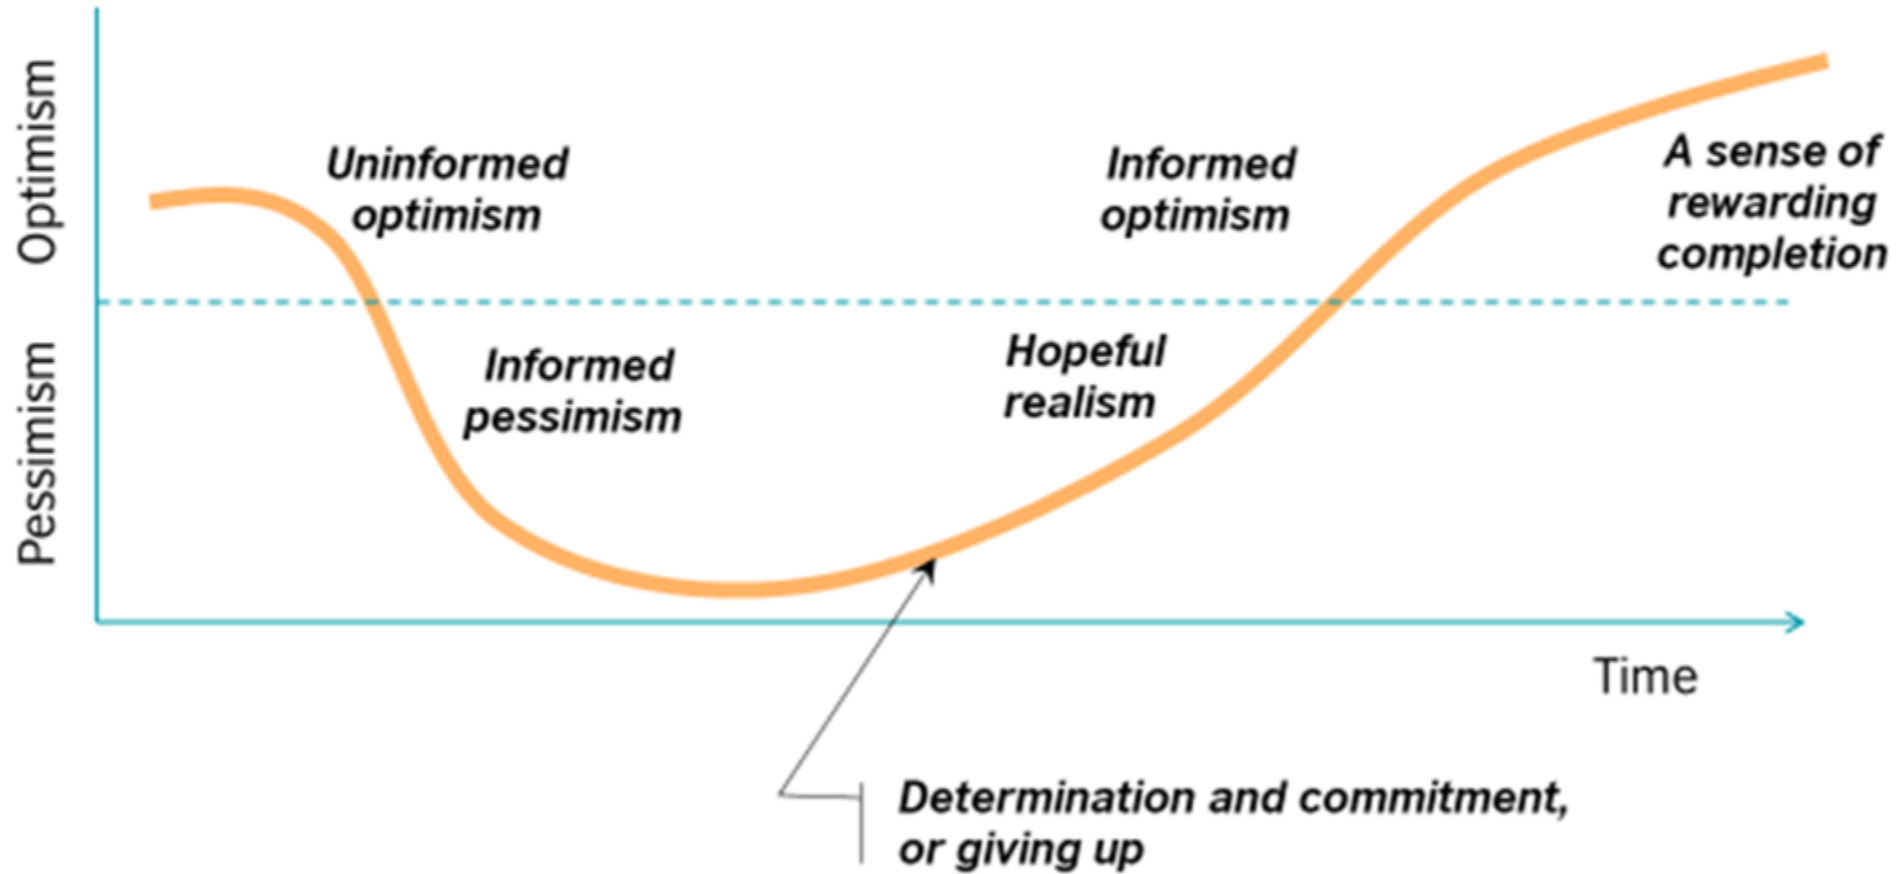 Optimism
Pessimism
Uninformed
optimism
Informed
pessimism
Hopeful
realism
Informed
optimism
A sense of
rewarding
completion
Time
Determination and commitment,
or giving up